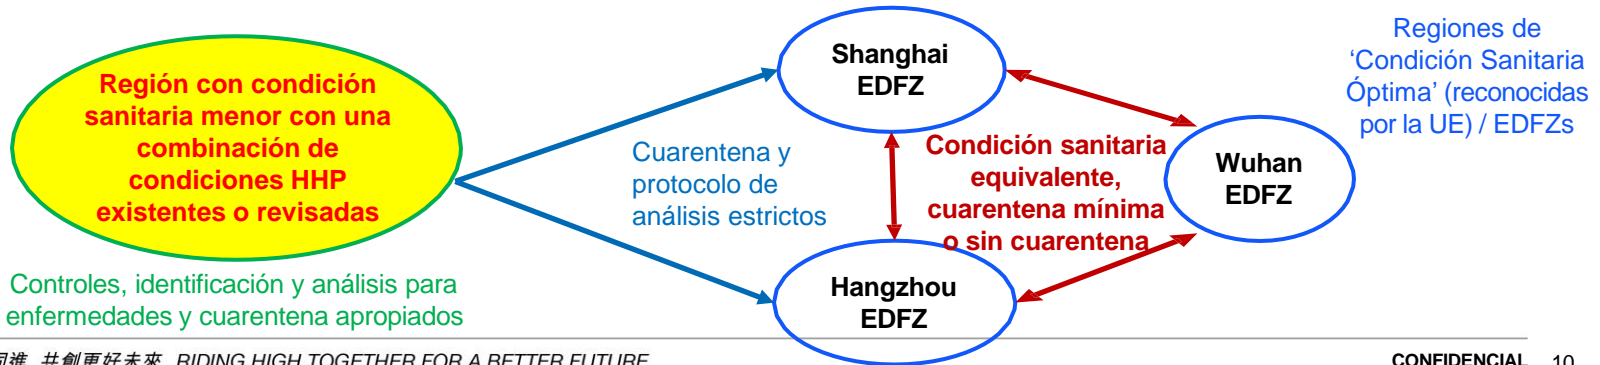 Región con condición
sanitaria menor con una
combinación de
condiciones HHP
existentes o revisadas
Controles, identificación y análisis para
enfermedades y cuarentena apropiados
Cuarentena y
protocolo de
análisis estrictos
Shanghai
EDFZ
Condición sanitaria
equivalente,
cuarentena mínima
o sin cuarentena
Hangzhou
EDFZ
Wuhan
EDFZ
Regiones de
‘Condición Sanitaria
Óptima’ (reconocidas
por la UE) / EDFZs
同進 共創更好未來 RIDING HIGH TOGETHER FOR A BETTER FUTURE
CONFIDENCIAL 10